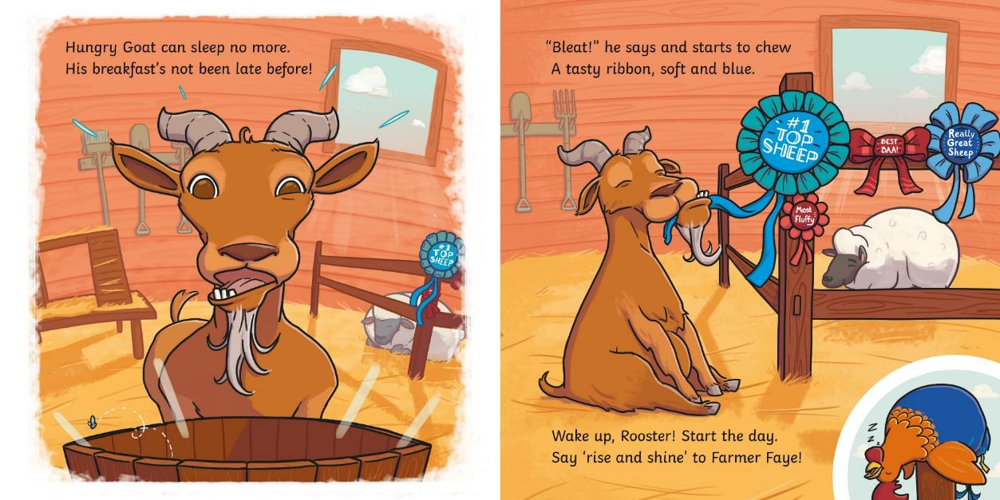 Hungry Goat can sleep no more.
His breakfast's not been late before!
#1
TOP
SHEEP
“Bleat!” he says and starts to chew
A tasty ribbon, soft and blue.
#1
TOP
SHEEP
BEST
BAA!
Really
Great
Sheep
Most
Fluffy
Wake up, Rooster! Start the day.
Say ‘rise and shine’ to Farmer Faye!
Z
Z
Z